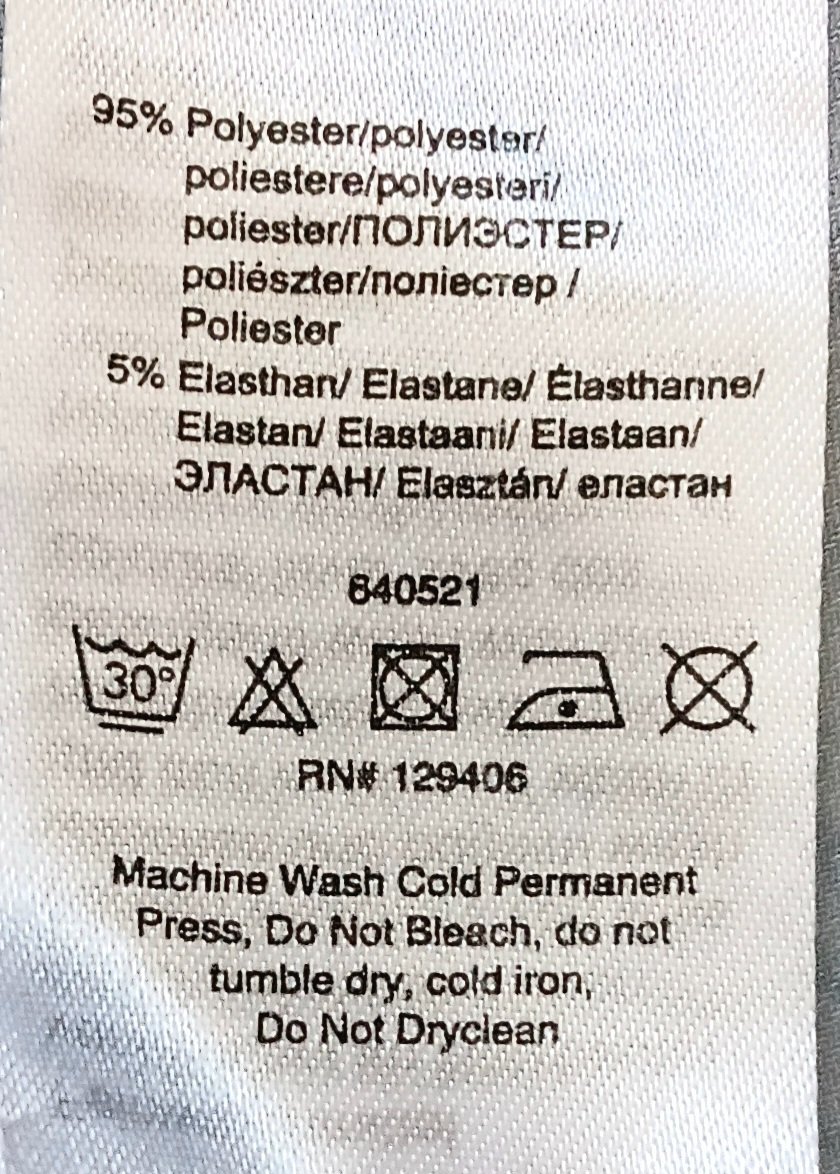 95% Polyester/polyester/
poliestere/polyesteri/
poliester/ПОЛИЭСТЕР/
poliészter/поліестер /
Poliester
5% Elasthan/ Elastane/ Élasthanne/
Elastan/ Elastaani/ Elastaan/
ЭЛАСТАН/ Elasztán/ еластан
640521
30°
RN# 129406
Machine Wash Cold Permanent
Press, Do Not Bleach, do not
tumble dry, cold iron,
Do Not Dryclean